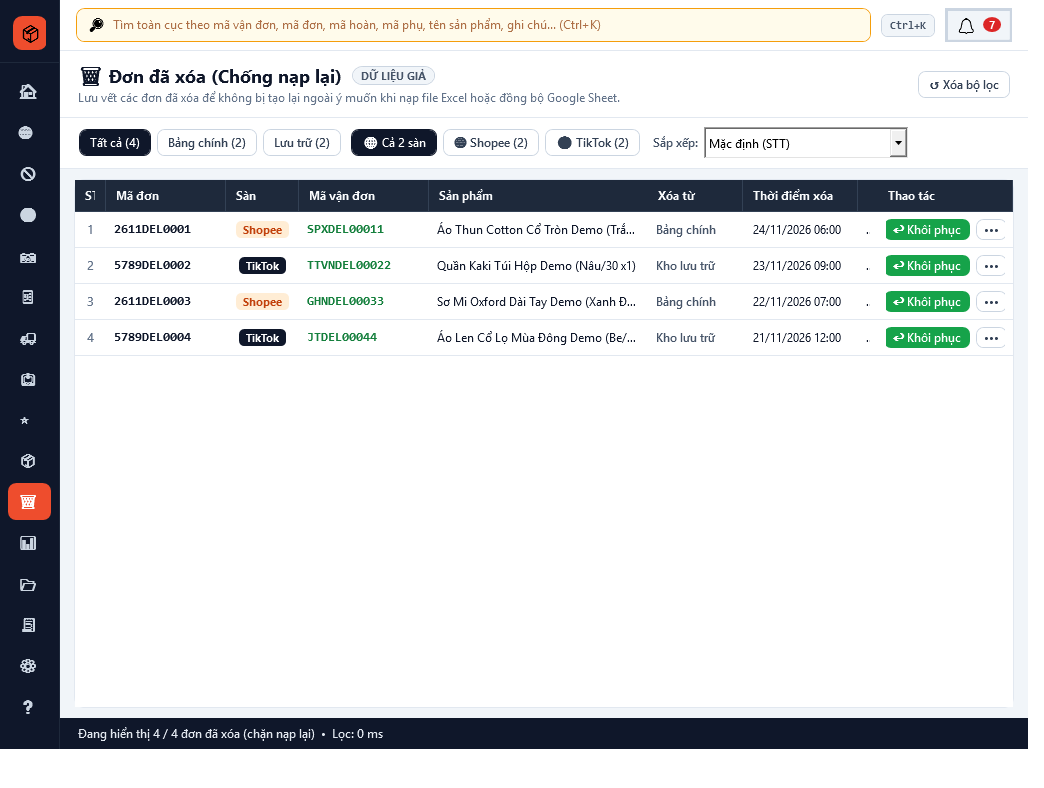 Tìm toàn cục theo mã vận đơn, mã đơn, mã hoàn, mã phụ, tên sản phẩm, ghi chú... (Ctrl+K)
Ctrl+K
7
Đơn đã xóa (Chống nạp lại)
DỮ LIỆU GIẢ
Lưu vết các đơn đã xóa để không bị tạo lại ngoài ý muốn khi nạp file Excel hoặc đồng bộ Google Sheet.
↺ Xóa bộ lọc
Tất cả (4)
Bảng chính (2)
Lưu trữ (2)
Cả 2 sàn
Shopee (2)
TikTok (2)
Sắp xếp:
Mặc định (STT)
Mã đơn
Sàn
Mã vận đơn
Sản phẩm
Xóa từ
Thời điểm xóa
Thao tác
1 2611DEL0001 Shopee SPXDEL00011 Áo Thun Cotton Cổ Tròn Demo (Trắ... Bảng chính 24/11/2026 06:00 .. ↩ Khôi phục •••
2 5789DEL0002 TikTok TTVNDEL00022 Quần Kaki Túi Hộp Demo (Nâu/30 x1) Kho lưu trữ 23/11/2026 09:00 .. ↩ Khôi phục •••
3 2611DEL0003 Shopee GHNDEL00033 Sơ Mi Oxford Dài Tay Demo (Xanh Đ... Bảng chính 22/11/2026 07:00 .. ↩ Khôi phục •••
4 5789DEL0004 TikTok JTDEL00044 Áo Len Cổ Lọ Mùa Đông Demo (Be/... Kho lưu trữ 21/11/2026 12:00 .. ↩ Khôi phục •••
Đang hiển thị 4 / 4 đơn đã xóa (chặn nạp lại) • Lọc: 0 ms